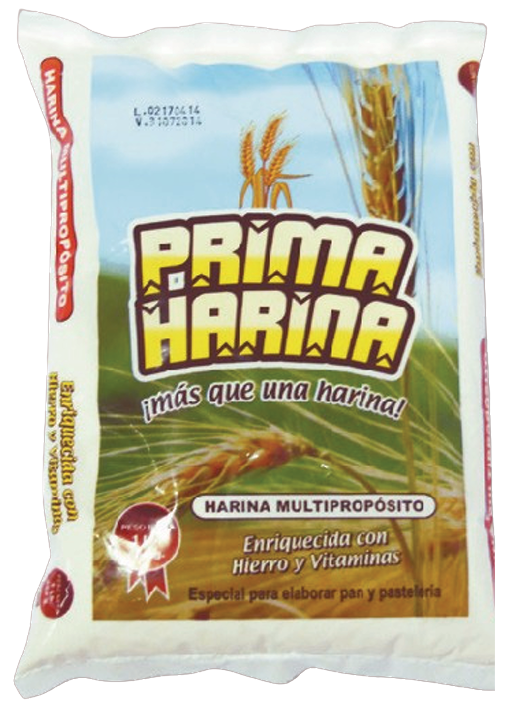 L.02170414
V.31072014
PRIMA
HARINA
¡más que una harina!
HARINA MULTIPROPÓSITO
Enriquecida con
Hierro y Vitaminas
Especial para elaborar pan y pastelería
HARINA MULTIPROPÓSITO
Enriquecida con
Hierro y Vitaminas
PESO